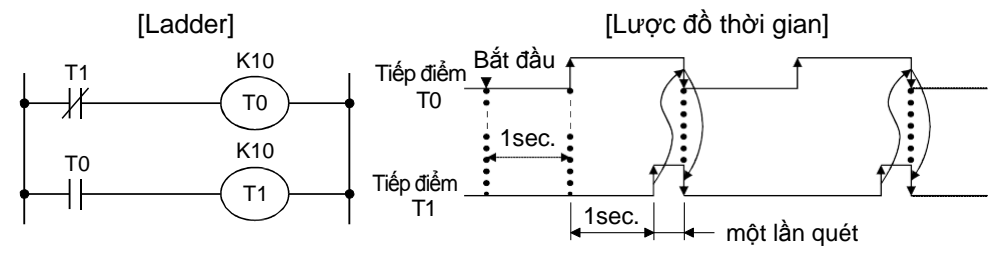 [Ladder]
T1
K10
T0
T0
K10
T1
[Lược đồ thời gian]
Tiếp điểm
T0
Bắt đầu
1sec.
Tiếp điểm
T1
1sec.
một lần quét